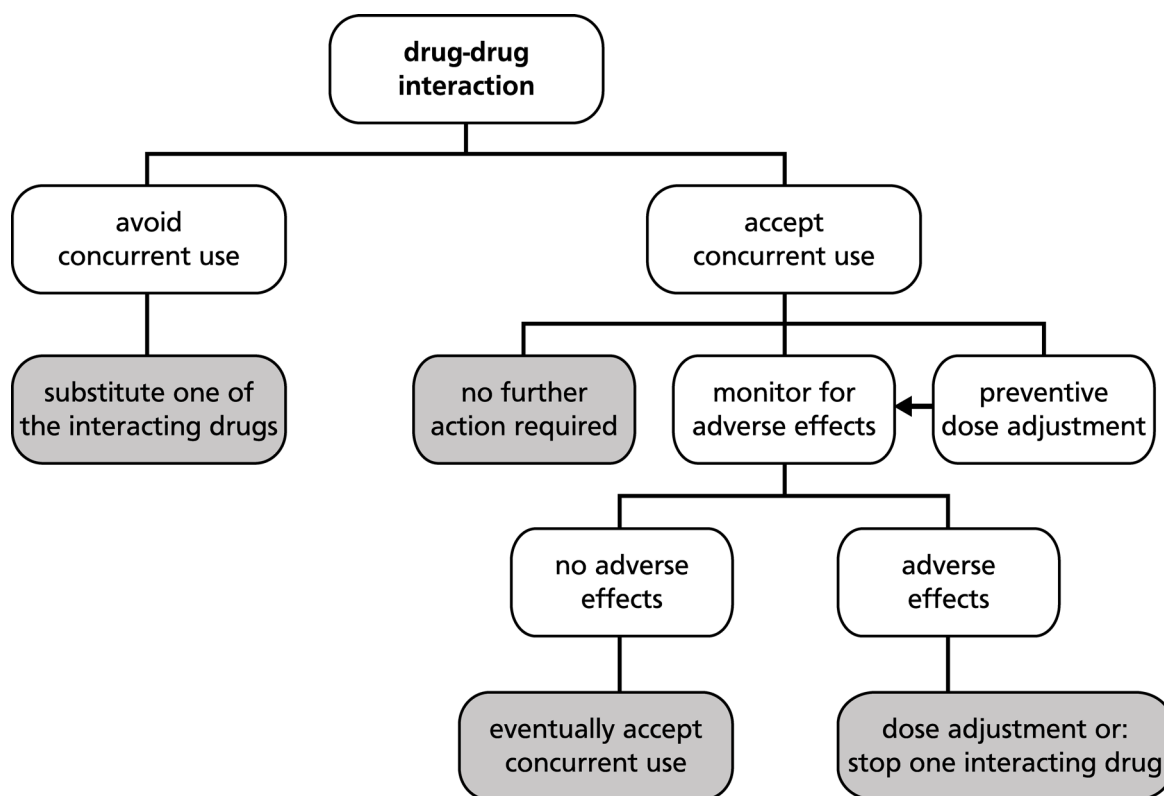 drug-drug
interaction
avoid
concurrent use
accept
concurrent use
substitute one of
the interacting drugs
no further
action required
monitor for
adverse effects
preventive
dose adjustment
no adverse
effects
adverse
effects
eventually accept
concurrent use
dose adjustment or:
stop one interacting drug